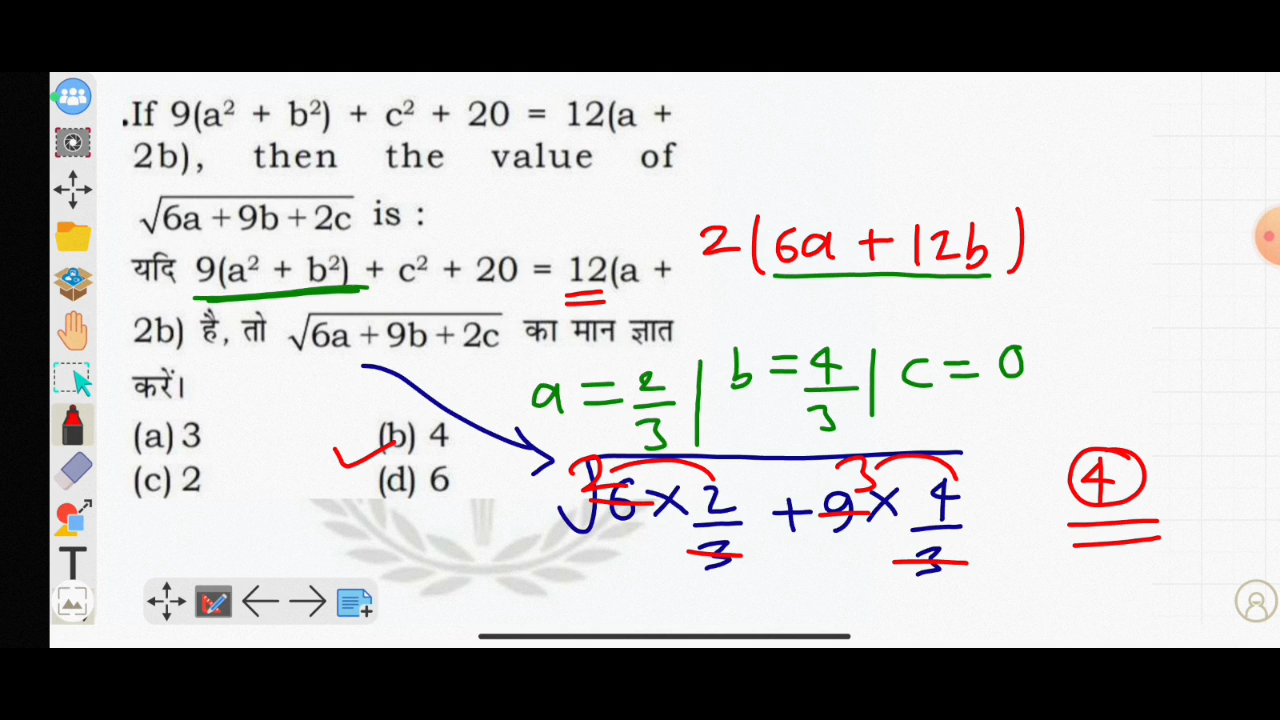 .If 9(a² + b²) + c² + 20 = 12(a +
2b), then the value of
√6a + 9b + 2c is :
यदि 9(a² + b²) + c² + 20 = 12(a +
2b) है, तो √6a + 9b + 2c का मान ज्ञात
करें।
(a) 3 (b) 4
(c) 2 (d) 6
2(6a + 12b)
a = 2/3 | b = 4/3 | c = 0
√6 × 2/3 + 9 × 4/3
2 3
4
T